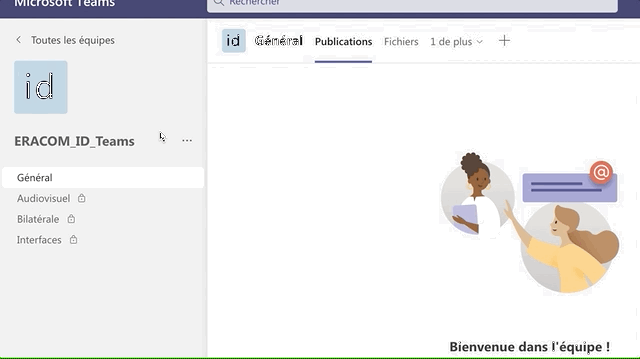 Microsoft Teams
Rechercher
Toutes les équipes
id
id Général Publications Fichiers 1 de plus
ERACOM_ID_Teams
Général
Audiovisuel
Bilatérale
Interfaces
@
Bienvenue dans l'équipe !